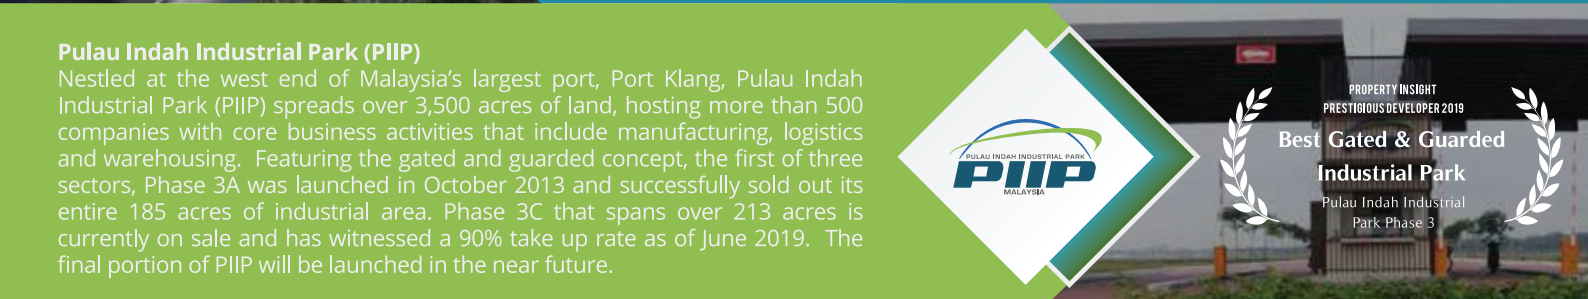 Pulau Indah Industrial Park (PIIP)
Nestled at the west end of Malaysia’s largest port, Port Klang, Pulau Indah
Industrial Park (PIIP) spreads over 3,500 acres of land, hosting more than 500
companies with core business activities that include manufacturing, logistics
and warehousing.  Featuring the gated and guarded concept, the first of three
sectors, Phase 3A was launched in October 2013 and successfully sold out its
entire 185 acres of industrial area. Phase 3C that spans over 213 acres is
currently on sale and has witnessed a 90% take up rate as of June 2019.  The
final portion of PIIP will be launched in the near future.
PULAU INDAH INDUSTRIAL PARK
PIIP
MALAYSIA
PROPERTY INSIGHT
PRESTIGIOUS DEVELOPER 2019
Best Gated & Guarded
Industrial Park
Pulau Indah Industrial
Park Phase 3